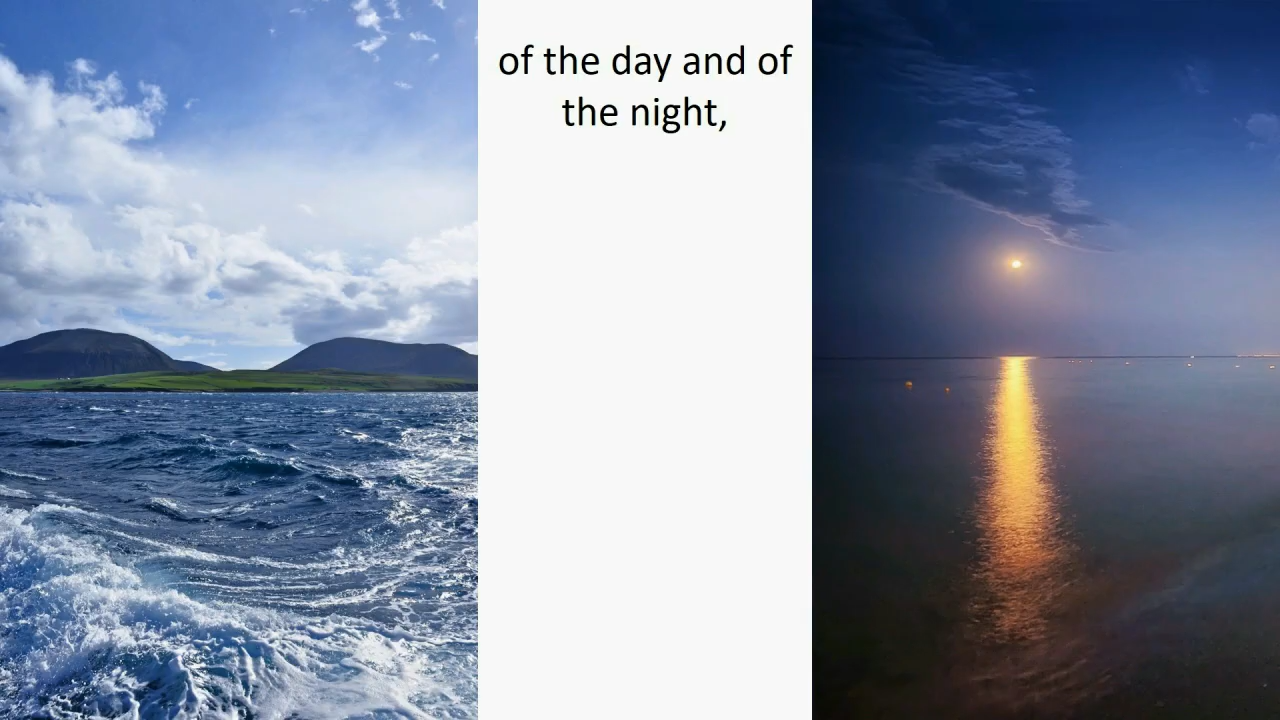 of the day and of
the night,